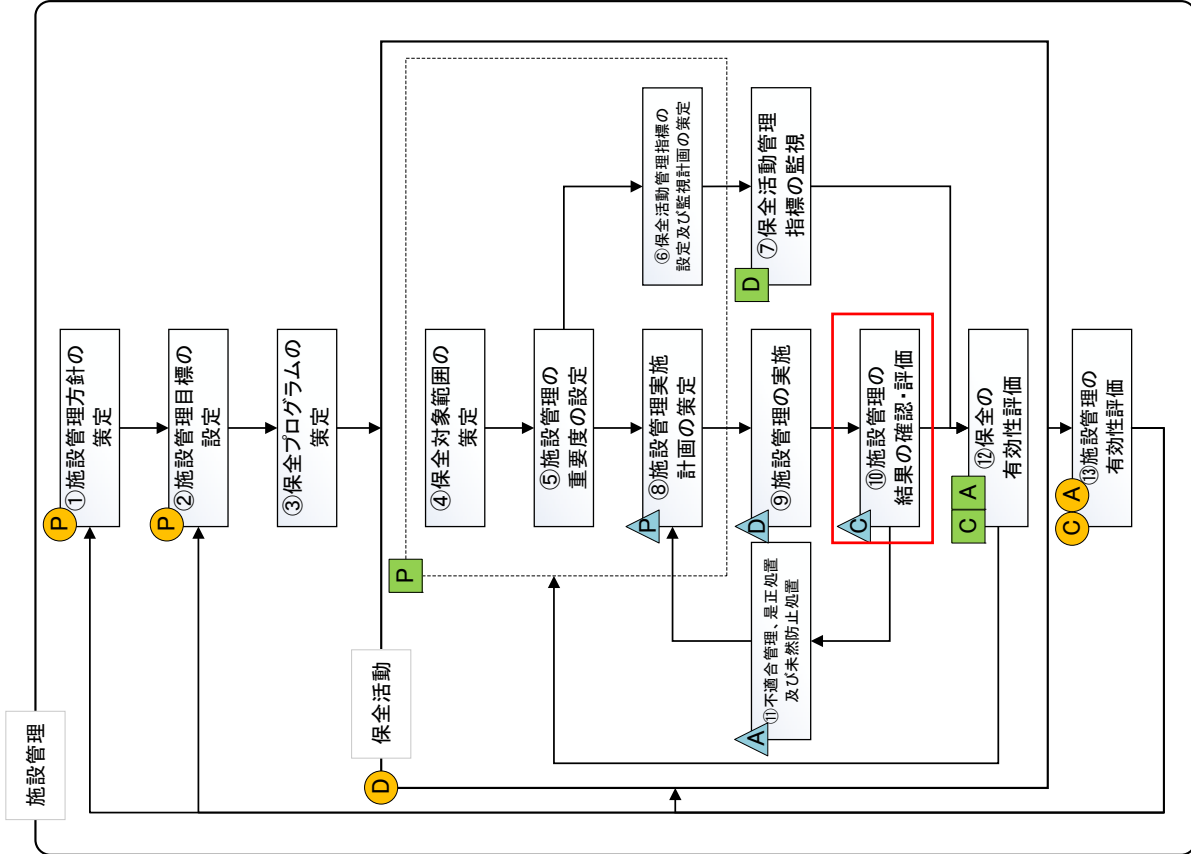 施設管理
P
①施設管理方針の
策定
P
②施設管理目標の
設定
③保全プログラムの
策定
D
保全活動
P
④保全対象範囲の
策定
⑤施設管理の
重要度の設定
⑥保全活動管理指標の
設定及び監視計画の策定
D
⑦保全活動管理
指標の監視
P
⑧施設管理実施
計画の策定
D
⑨施設管理の実施
C
⑩施設管理の
結果の確認・評価
A
⑪不適合管理、是正処置
及び未然防止処置
C A
⑫保全の
有効性評価
C A
⑬施設管理の
有効性評価